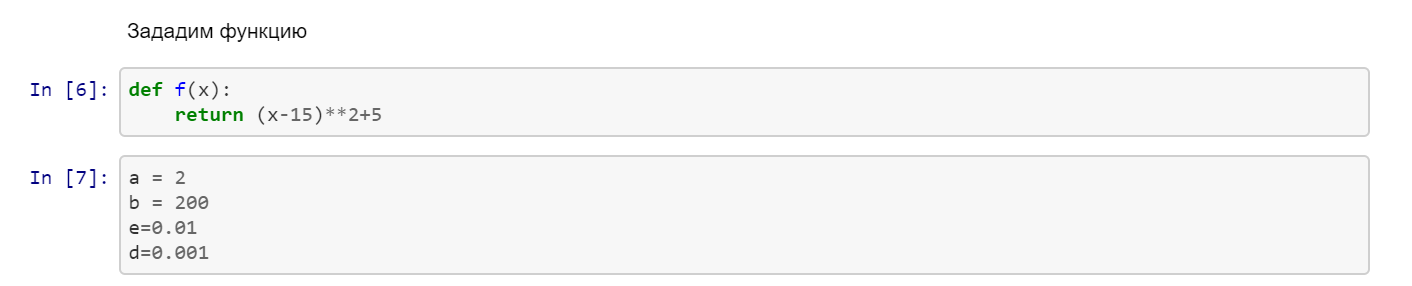 Зададим функцию
In [6]: def f(x):
    return (x-15)**2+5
In [7]: a = 2
b = 200
e=0.01
d=0.001